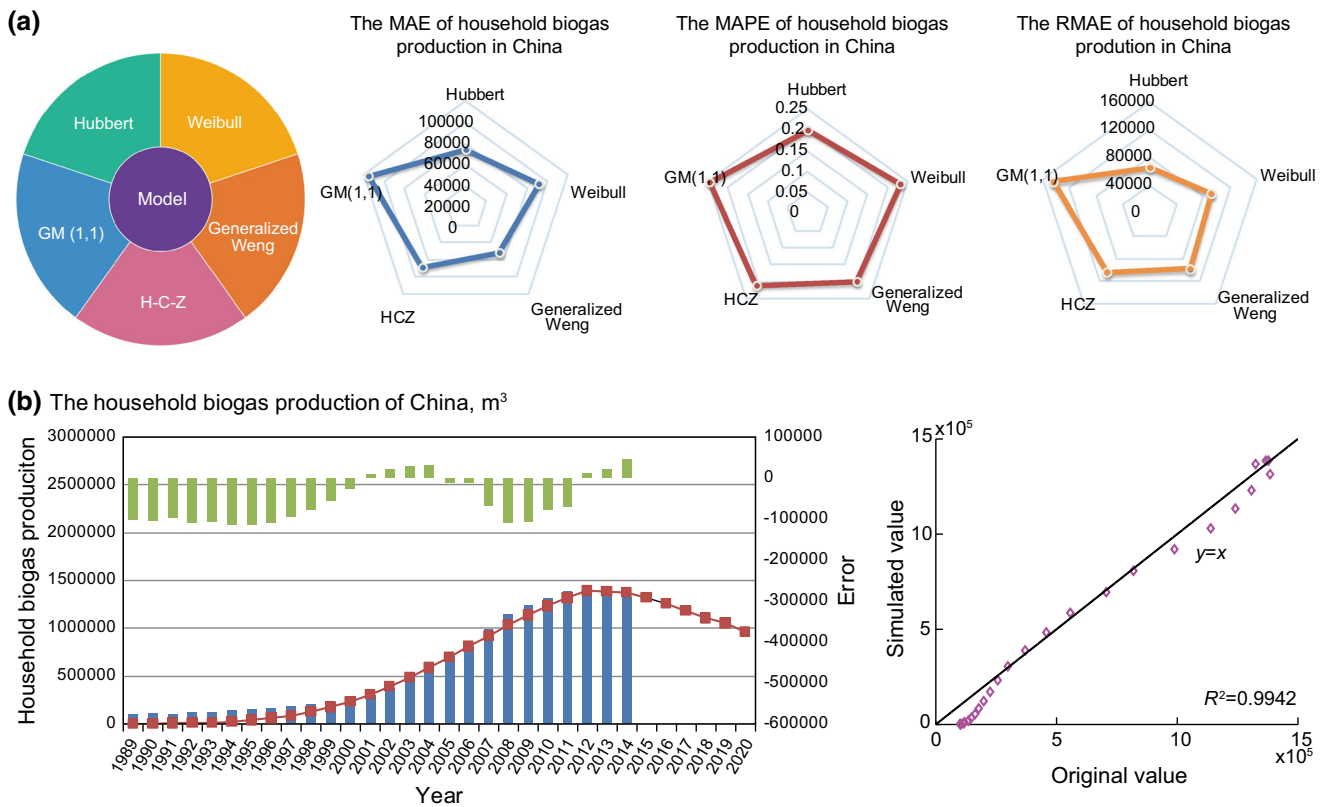 (a)
The MAE of household biogas
production in China
The MAPE of household biogas
production in China
The RMAE of household biogas
prodution in China
Hubbert
Weibull
GM (1,1)
Model
Generalized
Weng
H-C-Z
Hubbert
100000
80000
60000
40000
20000
0
GM(1,1)
Weibull
HCZ
Generalized
Weng
Hubbert
0.25
0.2
0.15
0.1
0.05
0
GM(1,1)
Weibull
HCZ
Generalized
Weng
Hubbert
160000
120000
80000
40000
0
GM(1,1)
Weibull
HCZ
Generalized
Weng
(b) The household biogas production of China, m³
Household biogas produciton
3000000
2500000
2000000
1500000
1000000
500000
0
100000
0
-100000
-200000
-300000
-400000
-500000
-600000
Error
1989 1990 1991 1992 1993 1994 1995 1996 1997 1998 1999 2000 2001 2002 2003 2004 2005 2006 2007 2008 2009 2010 2011 2012 2013 2014 2015 2016 2017 2018 2019 2020
Year
Simulated value
15 x10⁵
10
5
0
y=x
R²=0.9942
0 5 10 15
x10⁵
Original value